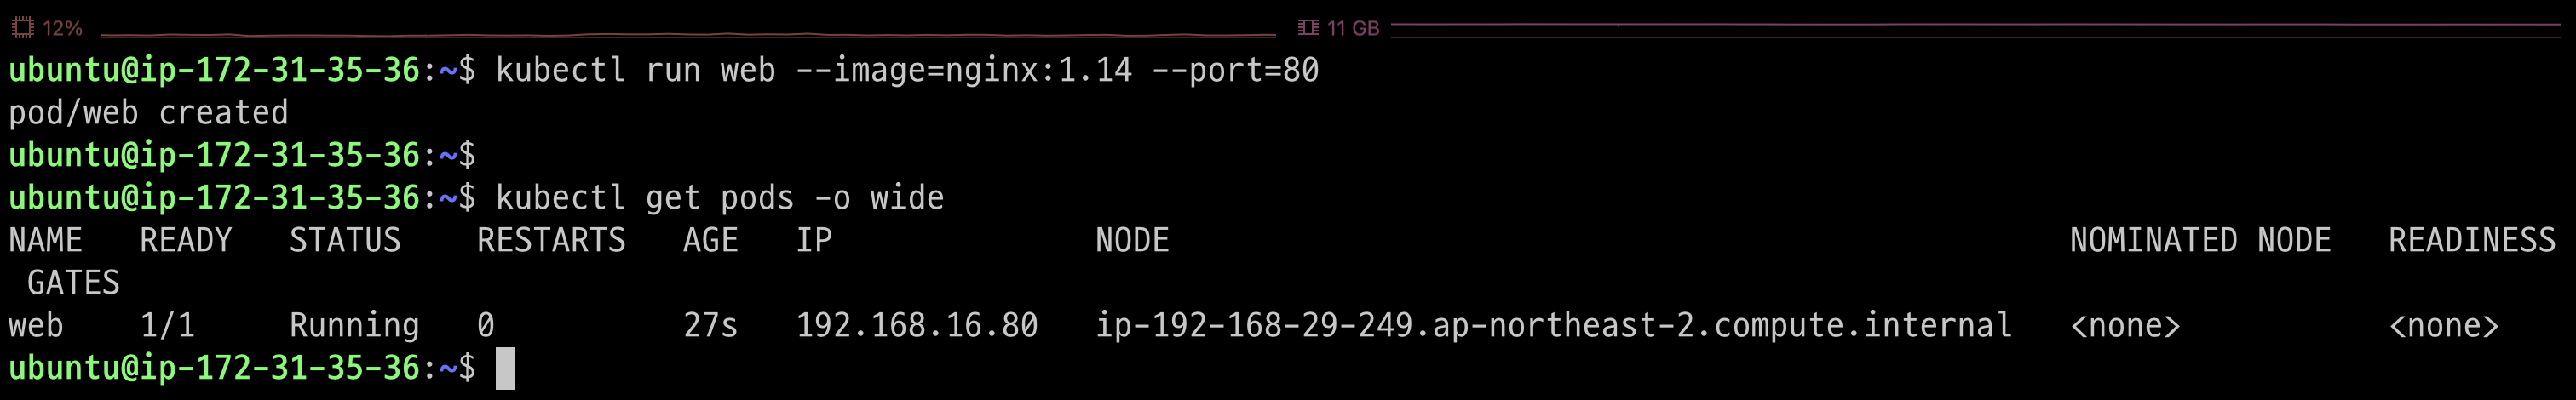 12% 11 GB
ubuntu@ip-172-31-35-36:~$ kubectl run web --image=nginx:1.14 --port=80
pod/web created
ubuntu@ip-172-31-35-36:~$
ubuntu@ip-172-31-35-36:~$ kubectl get pods -o wide
NAME   READY   STATUS    RESTARTS   AGE   IP              NODE                                                NOMINATED NODE   READINESS
 GATES
web    1/1     Running   0          27s   192.168.16.80   ip-192-168-29-249.ap-northeast-2.compute.internal   <none>           <none>
ubuntu@ip-172-31-35-36:~$